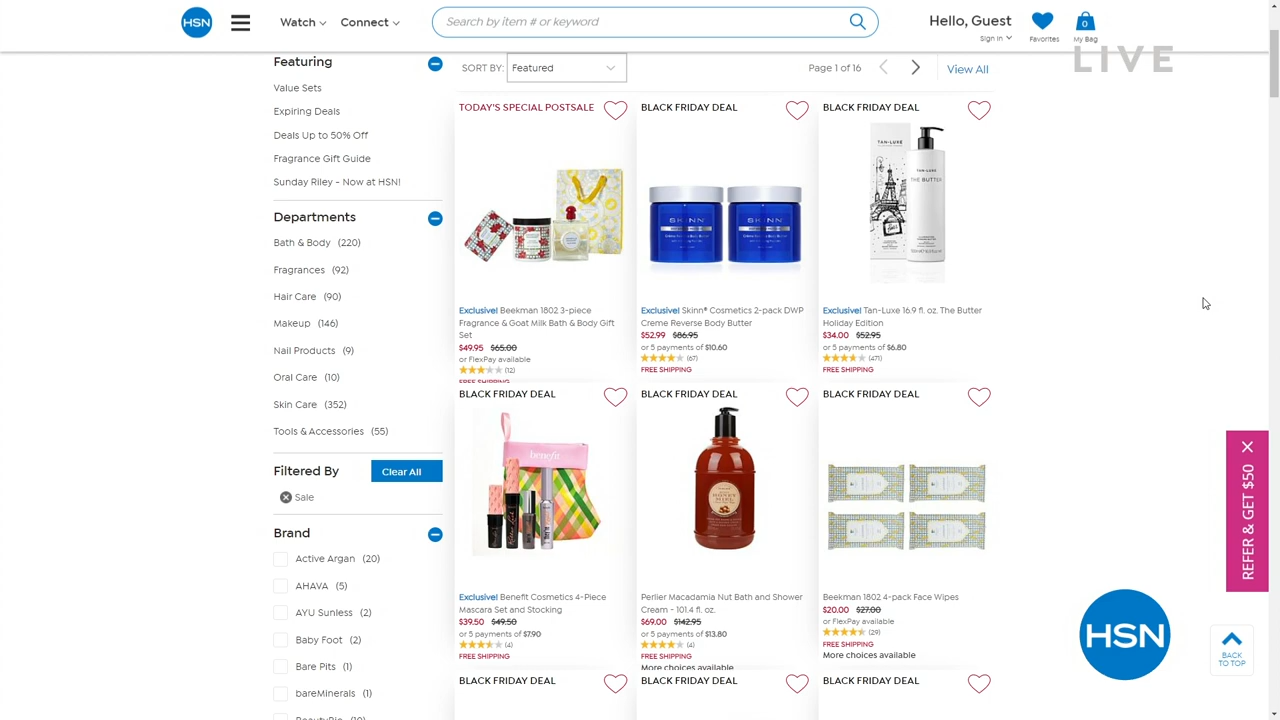 HSN
Watch
Connect
Search by item # or keyword
Hello, Guest
Sign In
Favorites
0
My Bag
LIVE
Featuring
Value Sets
Expiring Deals
Deals Up to 50% Off
Fragrance Gift Guide
Sunday Riley - Now at HSN!
Departments
Bath & Body (220)
Fragrances (92)
Hair Care (90)
Makeup (146)
Nail Products (9)
Oral Care (10)
Skin Care (352)
Tools & Accessories (55)
Filtered By
Clear All
Sale
Brand
Active Argan (20)
AHAVA (5)
AYU Sunless (2)
Baby Foot (2)
Bare Pits (1)
bareMinerals (1)
SORT BY: Featured
Page 1 of 16
View All
TODAY'S SPECIAL POSTSALE
Exclusive! Beekman 1802 3-piece
Fragrance & Goat Milk Bath & Body Gift
Set
$49.95 $65.00
or FlexPay available
(12)
FREE SHIPPING
BLACK FRIDAY DEAL
SKINN
Exclusive! Skinn® Cosmetics 2-pack DWP
Creme Reverse Body Butter
$52.99 $86.95
or 5 payments of $10.60
(67)
FREE SHIPPING
BLACK FRIDAY DEAL
TAN-LUXE
TAN-LUXE
THE BUTTER
Exclusive! Tan-Luxe 16.9 fl. oz. The Butter
Holiday Edition
$34.00 $52.95
or 5 payments of $6.80
(471)
FREE SHIPPING
BLACK FRIDAY DEAL
benefit
Exclusive! Benefit Cosmetics 4-Piece
Mascara Set and Stocking
$39.50 $49.50
or 5 payments of $7.90
(4)
FREE SHIPPING
BLACK FRIDAY DEAL
HONEY
MIEL
Perlier Macadamia Nut Bath and Shower
Cream - 101.4 fl. oz.
$69.00 $142.95
or 5 payments of $13.80
(4)
FREE SHIPPING
More choices available
BLACK FRIDAY DEAL
Beekman 1802 4-pack Face Wipes
$20.00 $27.00
or FlexPay available
(29)
FREE SHIPPING
More choices available
BLACK FRIDAY DEAL
BLACK FRIDAY DEAL
BLACK FRIDAY DEAL
REFER & GET $50
HSN
BACK
TO TOP